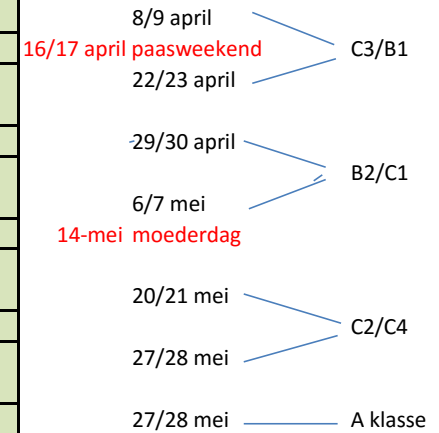 8/9 april
16/17 april paasweekend
C3/B1
22/23 april
29/30 april
B2/C1
6/7 mei
14-mei moederdag
20/21 mei
C2/C4
27/28 mei
27/28 mei A klasse